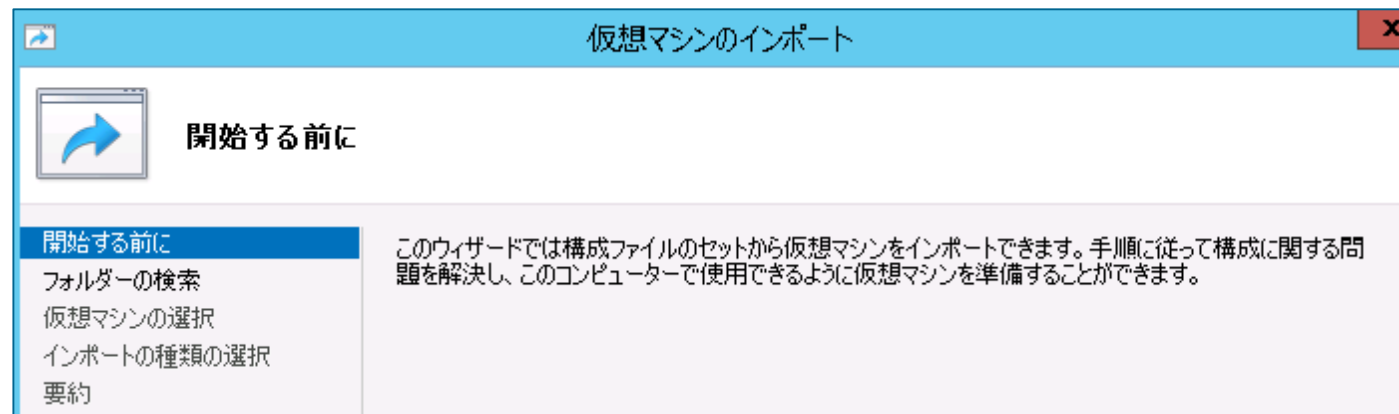 仮想マシンのインポート
開始する前に
開始する前に
フォルダーの検索
仮想マシンの選択
インポートの種類の選択
要約
このウィザードでは構成ファイルのセットから仮想マシンをインポートできます。手順に従って構成に関する問
題を解決し、このコンピューターで使用できるように仮想マシンを準備することができます。